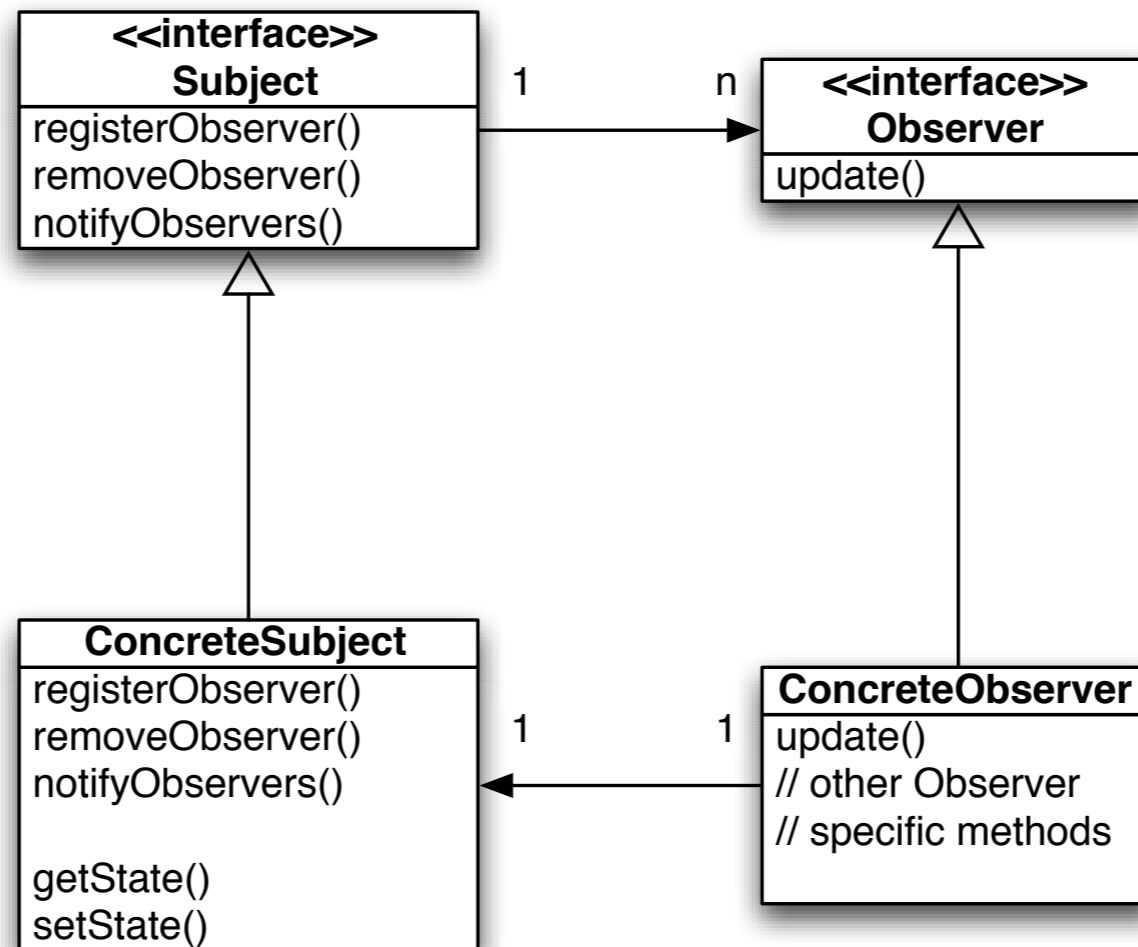 <<interface>>
Subject
registerObserver()
removeObserver()
notifyObservers()
1
n
<<interface>>
Observer
update()
ConcreteSubject
registerObserver()
removeObserver()
notifyObservers()
getState()
setState()
1
1
ConcreteObserver
update()
// other Observer
// specific methods